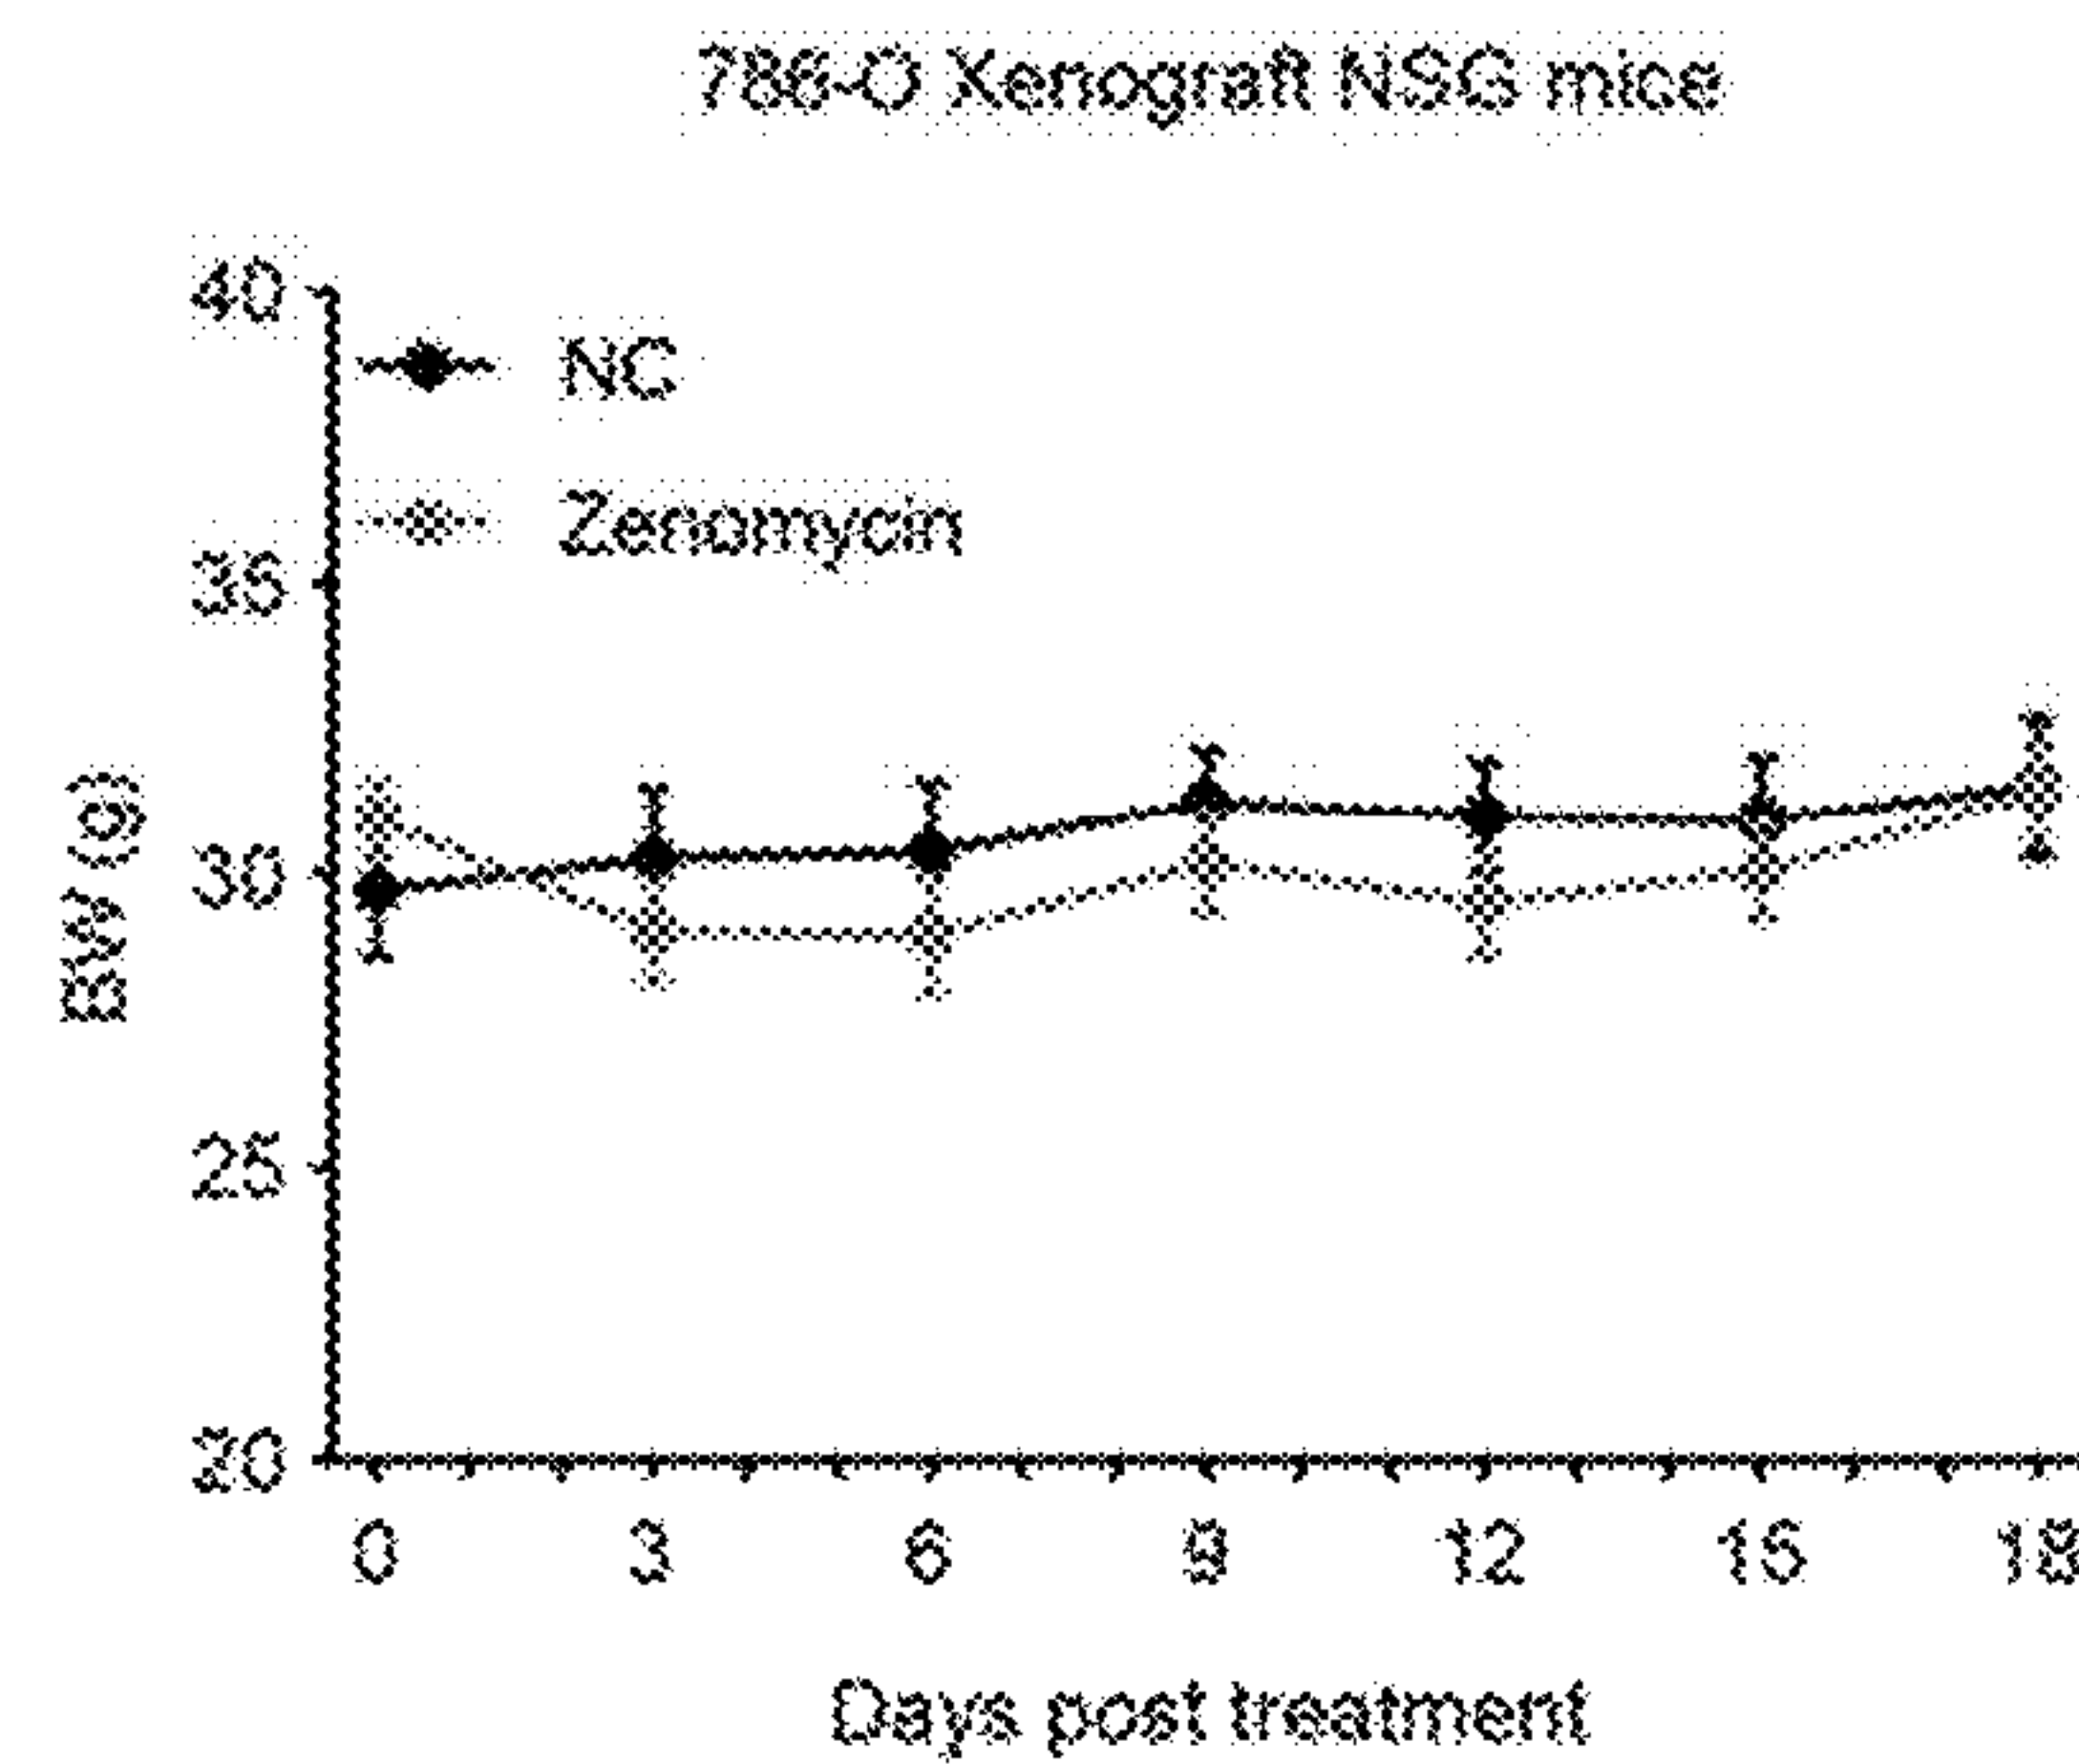 786-O Xenograft NSG mice
40
NC
Zenomycin
35
30
BW (g)
25
20
0 3 6 9 12 15 18
Days post treatment